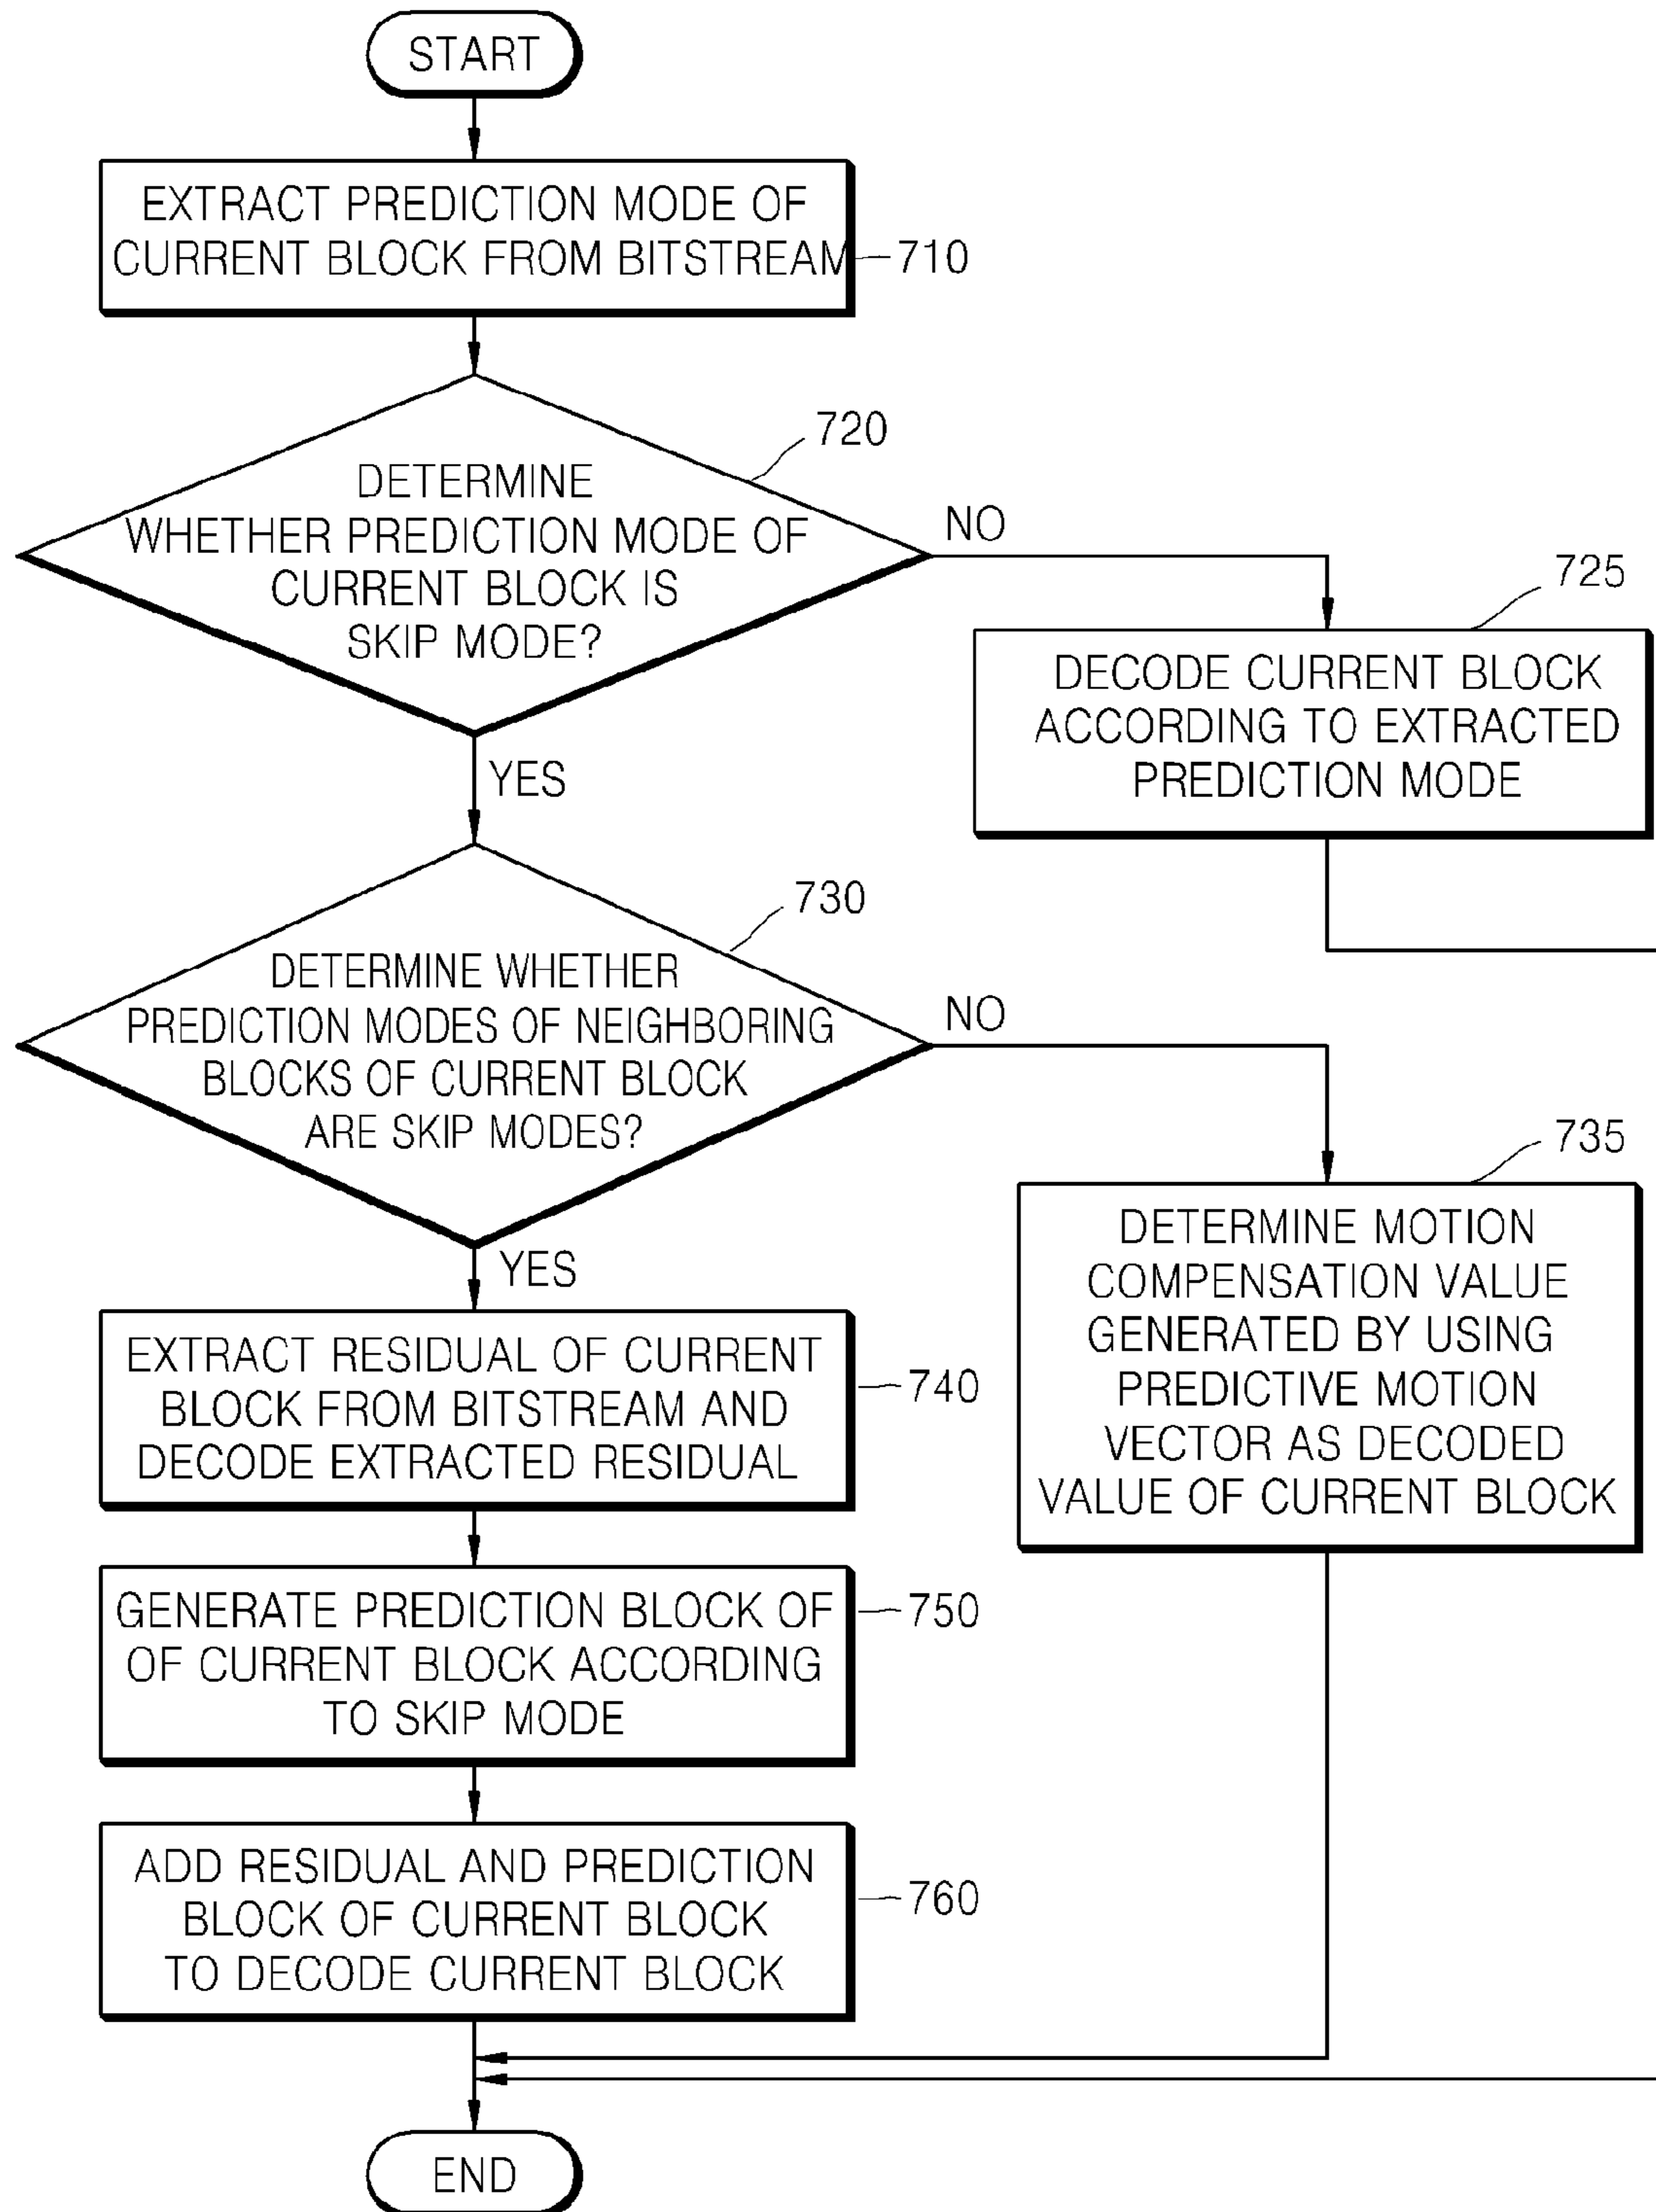 START
EXTRACT PREDICTION MODE OF
CURRENT BLOCK FROM BITSTREAM
710
720
DETERMINE
WHETHER PREDICTION MODE OF
CURRENT BLOCK IS
SKIP MODE?
NO
725
DECODE CURRENT BLOCK
ACCORDING TO EXTRACTED
PREDICTION MODE
YES
730
DETERMINE WHETHER
PREDICTION MODES OF NEIGHBORING
BLOCKS OF CURRENT BLOCK
ARE SKIP MODES?
NO
735
DETERMINE MOTION
COMPENSATION VALUE
GENERATED BY USING
PREDICTIVE MOTION
VECTOR AS DECODED
VALUE OF CURRENT BLOCK
YES
EXTRACT RESIDUAL OF CURRENT
BLOCK FROM BITSTREAM AND
DECODE EXTRACTED RESIDUAL
740
GENERATE PREDICTION BLOCK OF
OF CURRENT BLOCK ACCORDING
TO SKIP MODE
750
ADD RESIDUAL AND PREDICTION
BLOCK OF CURRENT BLOCK
TO DECODE CURRENT BLOCK
760
END